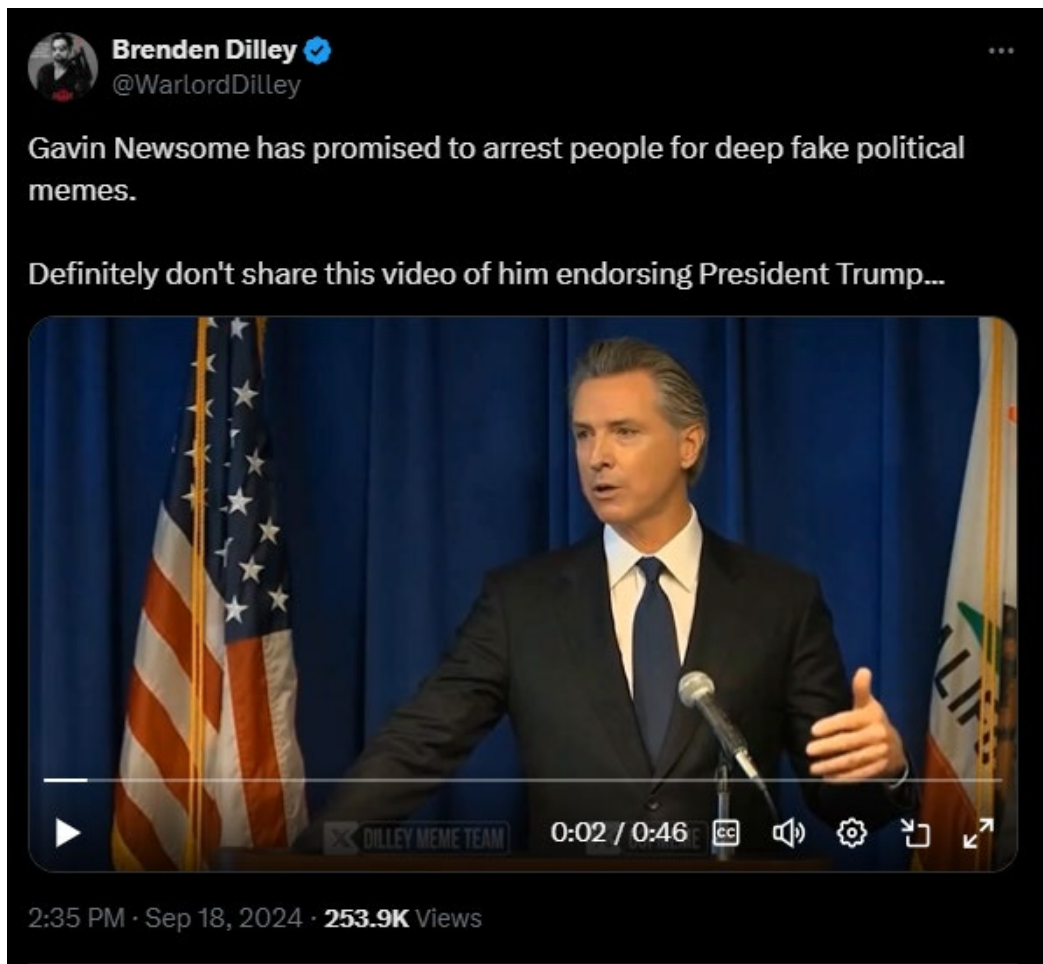 Brenden Dilley
@WarlordDilley
Gavin Newsome has promised to arrest people for deep fake political
memes.
Definitely don't share this video of him endorsing President Trump...
ALIF
DILLEY MEME TEAM
0:02 / 0:46
CC
2:35 PM · Sep 18, 2024 · 253.9K Views